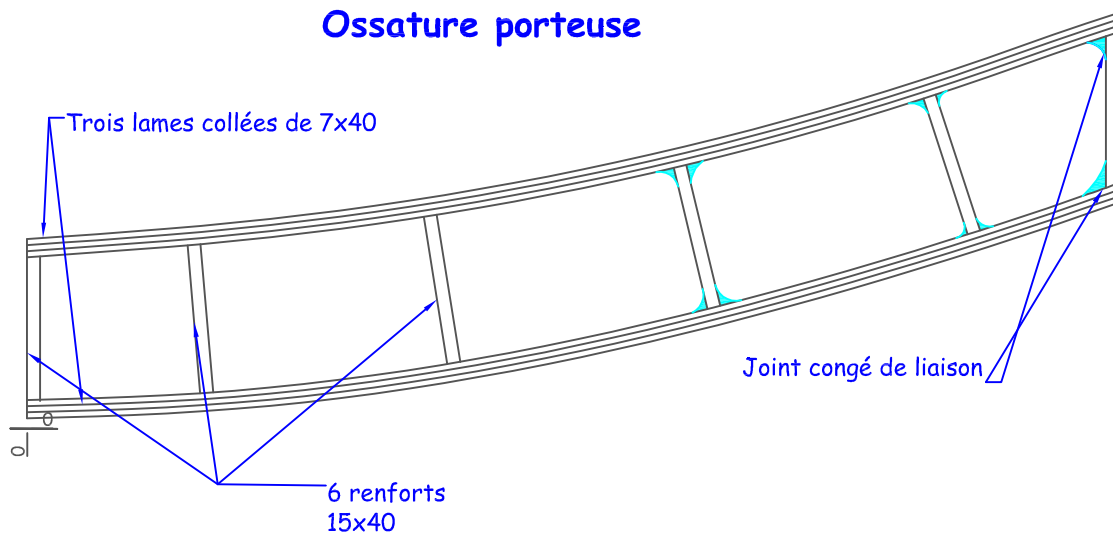 Ossature porteuse
Trois lames collées de 7x40
Joint congé de liaison
0
0
6 renforts
15x40